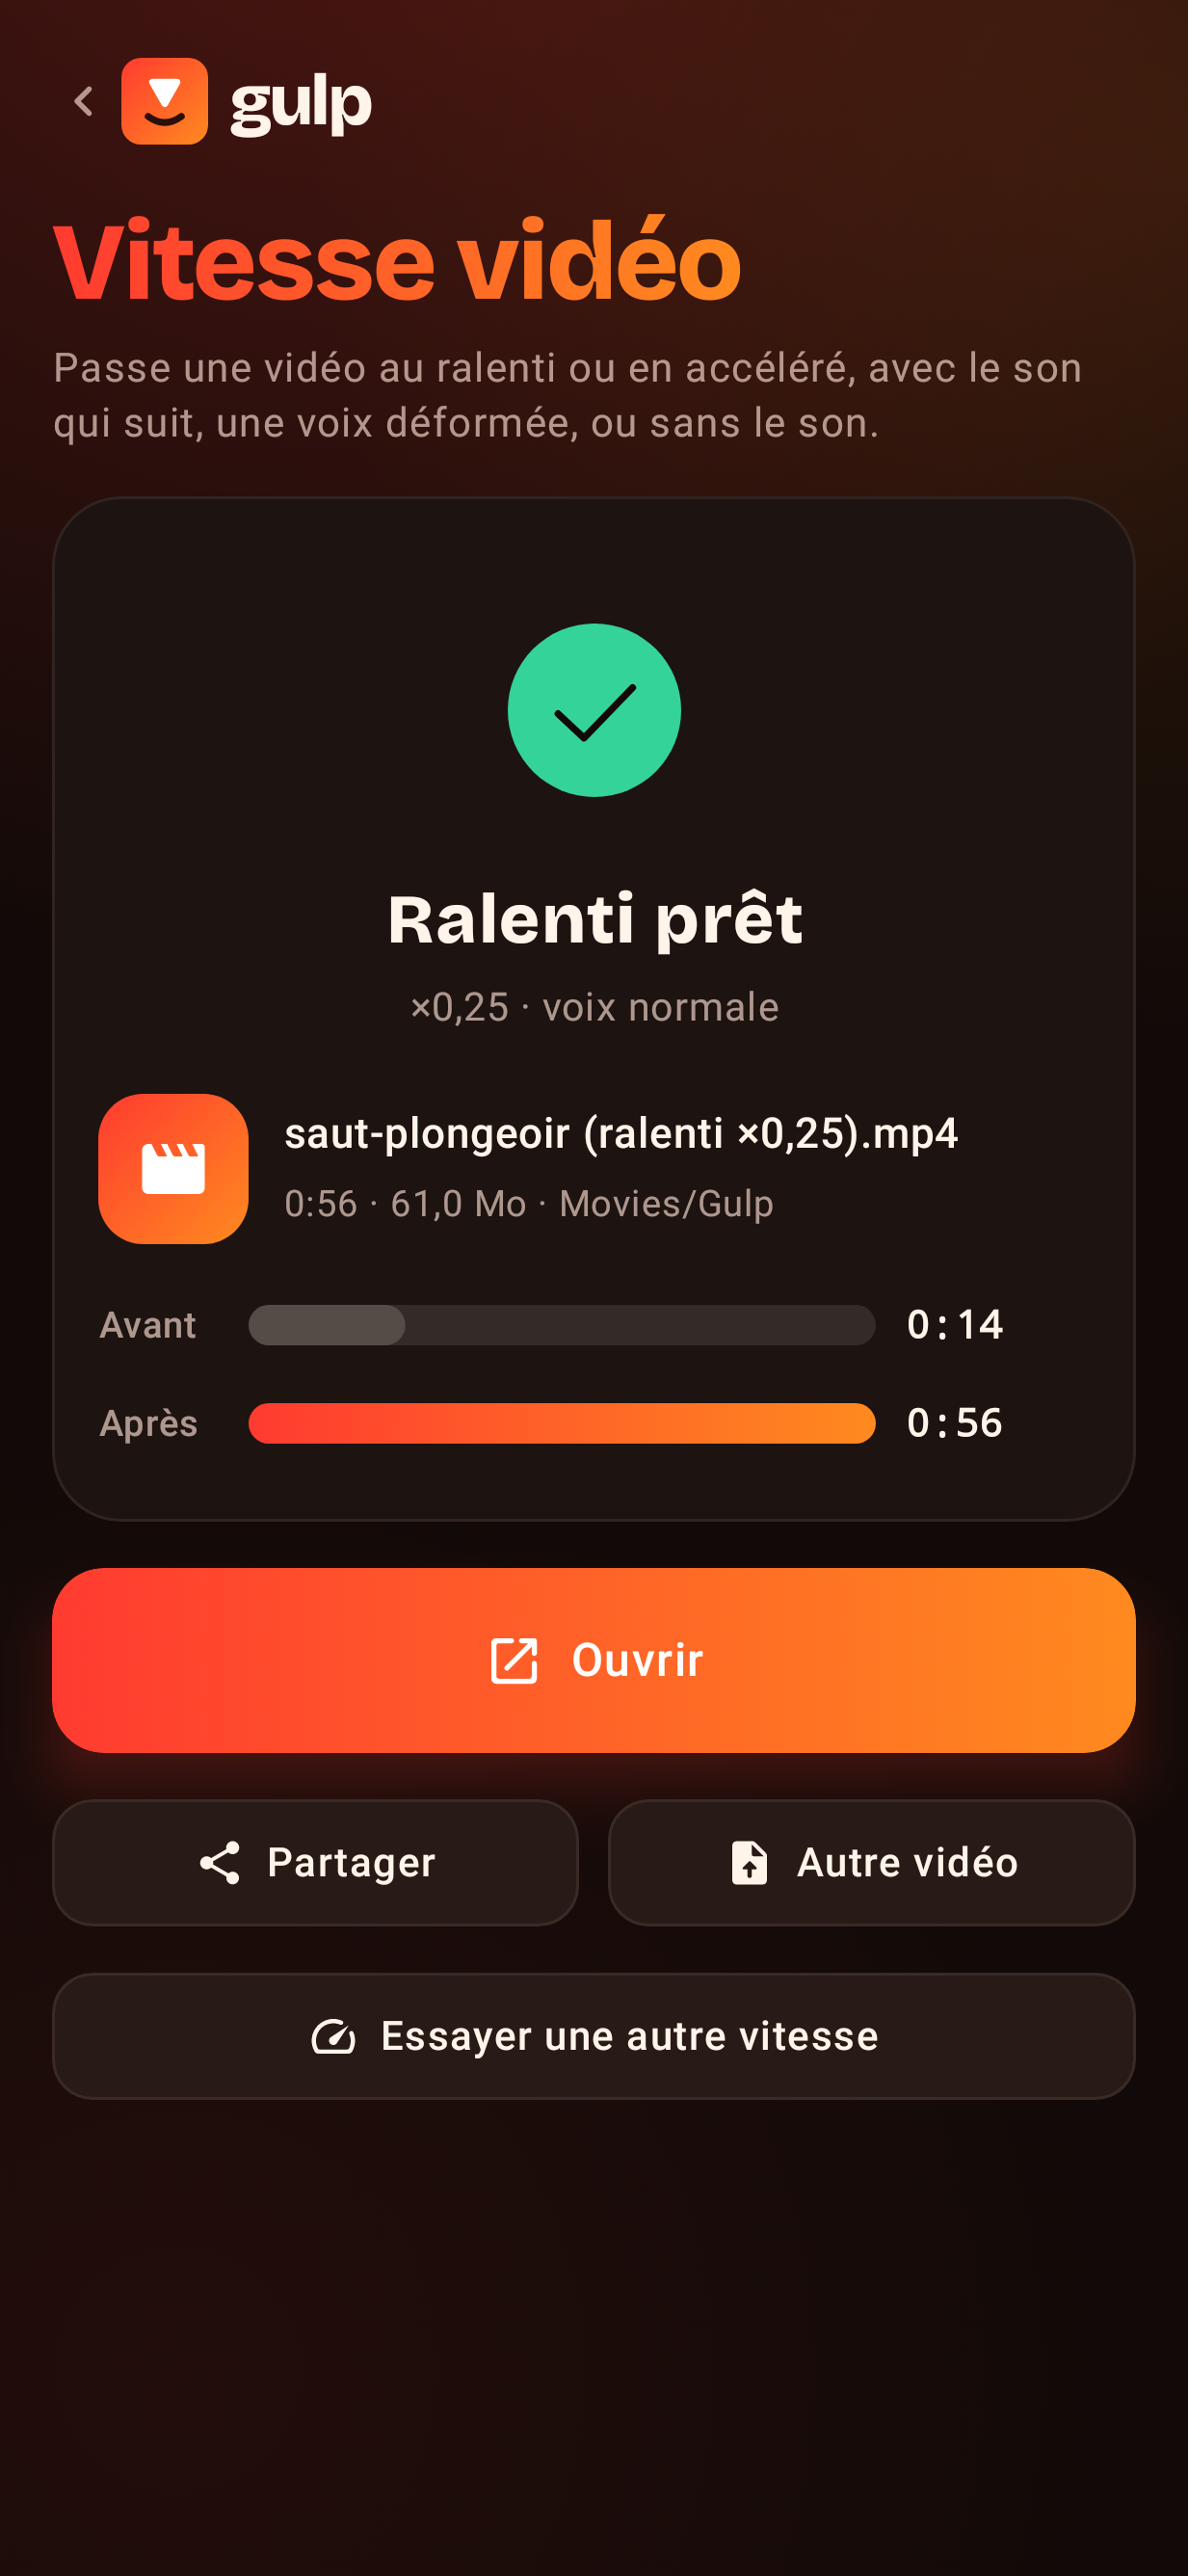 gulp
Vitesse vidéo
Passe une vidéo au ralenti ou en accéléré, avec le son
qui suit, une voix déformée, ou sans le son.
Ralenti prêt
×0,25 · voix normale
saut-plongeoir (ralenti ×0,25).mp4
0:56 · 61,0 Mo · Movies/Gulp
Avant 0:14
Après 0:56
Ouvrir
Partager
Autre vidéo
Essayer une autre vitesse